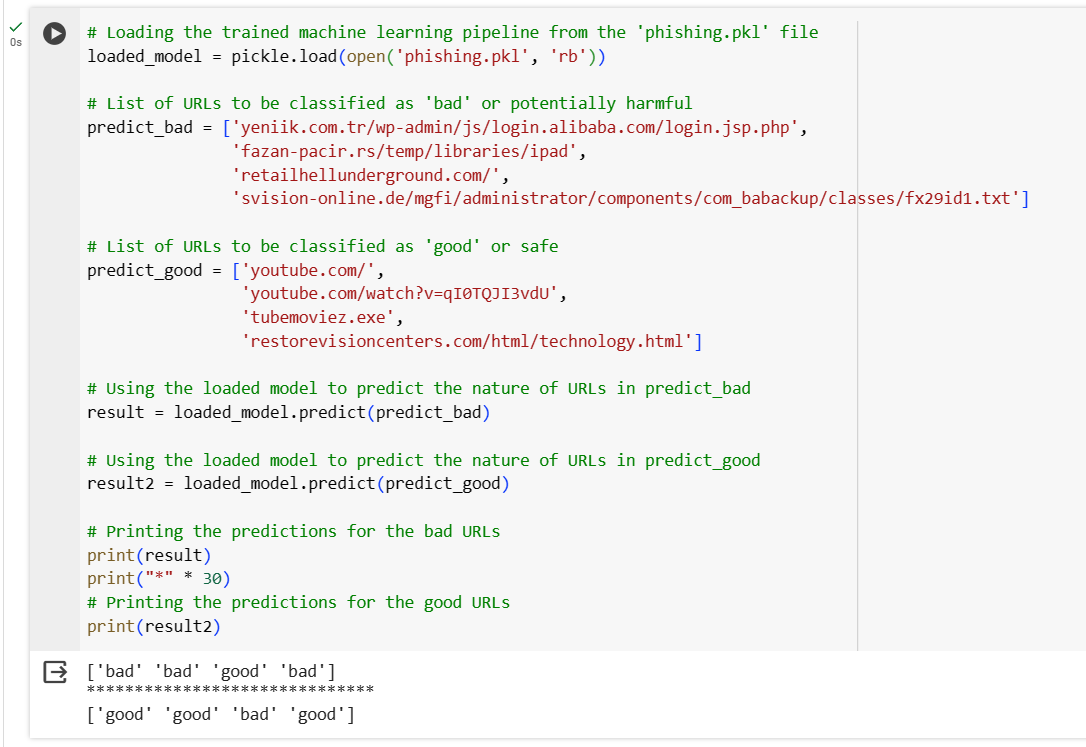 0s
# Loading the trained machine learning pipeline from the 'phishing.pkl' file
loaded_model = pickle.load(open('phishing.pkl', 'rb'))
# List of URLs to be classified as 'bad' or potentially harmful
predict_bad = ['yeniik.com.tr/wp-admin/js/login.alibaba.com/login.jsp.php',
'fazan-pacir.rs/temp/libraries/ipad',
'retailhellunderground.com/',
'svision-online.de/mgfi/administrator/components/com_babackup/classes/fx29id1.txt']
# List of URLs to be classified as 'good' or safe
predict_good = ['youtube.com/',
'youtube.com/watch?v=qI0TQJI3vdU',
'tubemoviez.exe',
'restorevisioncenters.com/html/technology.html']
# Using the loaded model to predict the nature of URLs in predict_bad
result = loaded_model.predict(predict_bad)
# Using the loaded model to predict the nature of URLs in predict_good
result2 = loaded_model.predict(predict_good)
# Printing the predictions for the bad URLs
print(result)
print("*" * 30)
# Printing the predictions for the good URLs
print(result2)
['bad' 'bad' 'good' 'bad']
******************************
['good' 'good' 'bad' 'good']